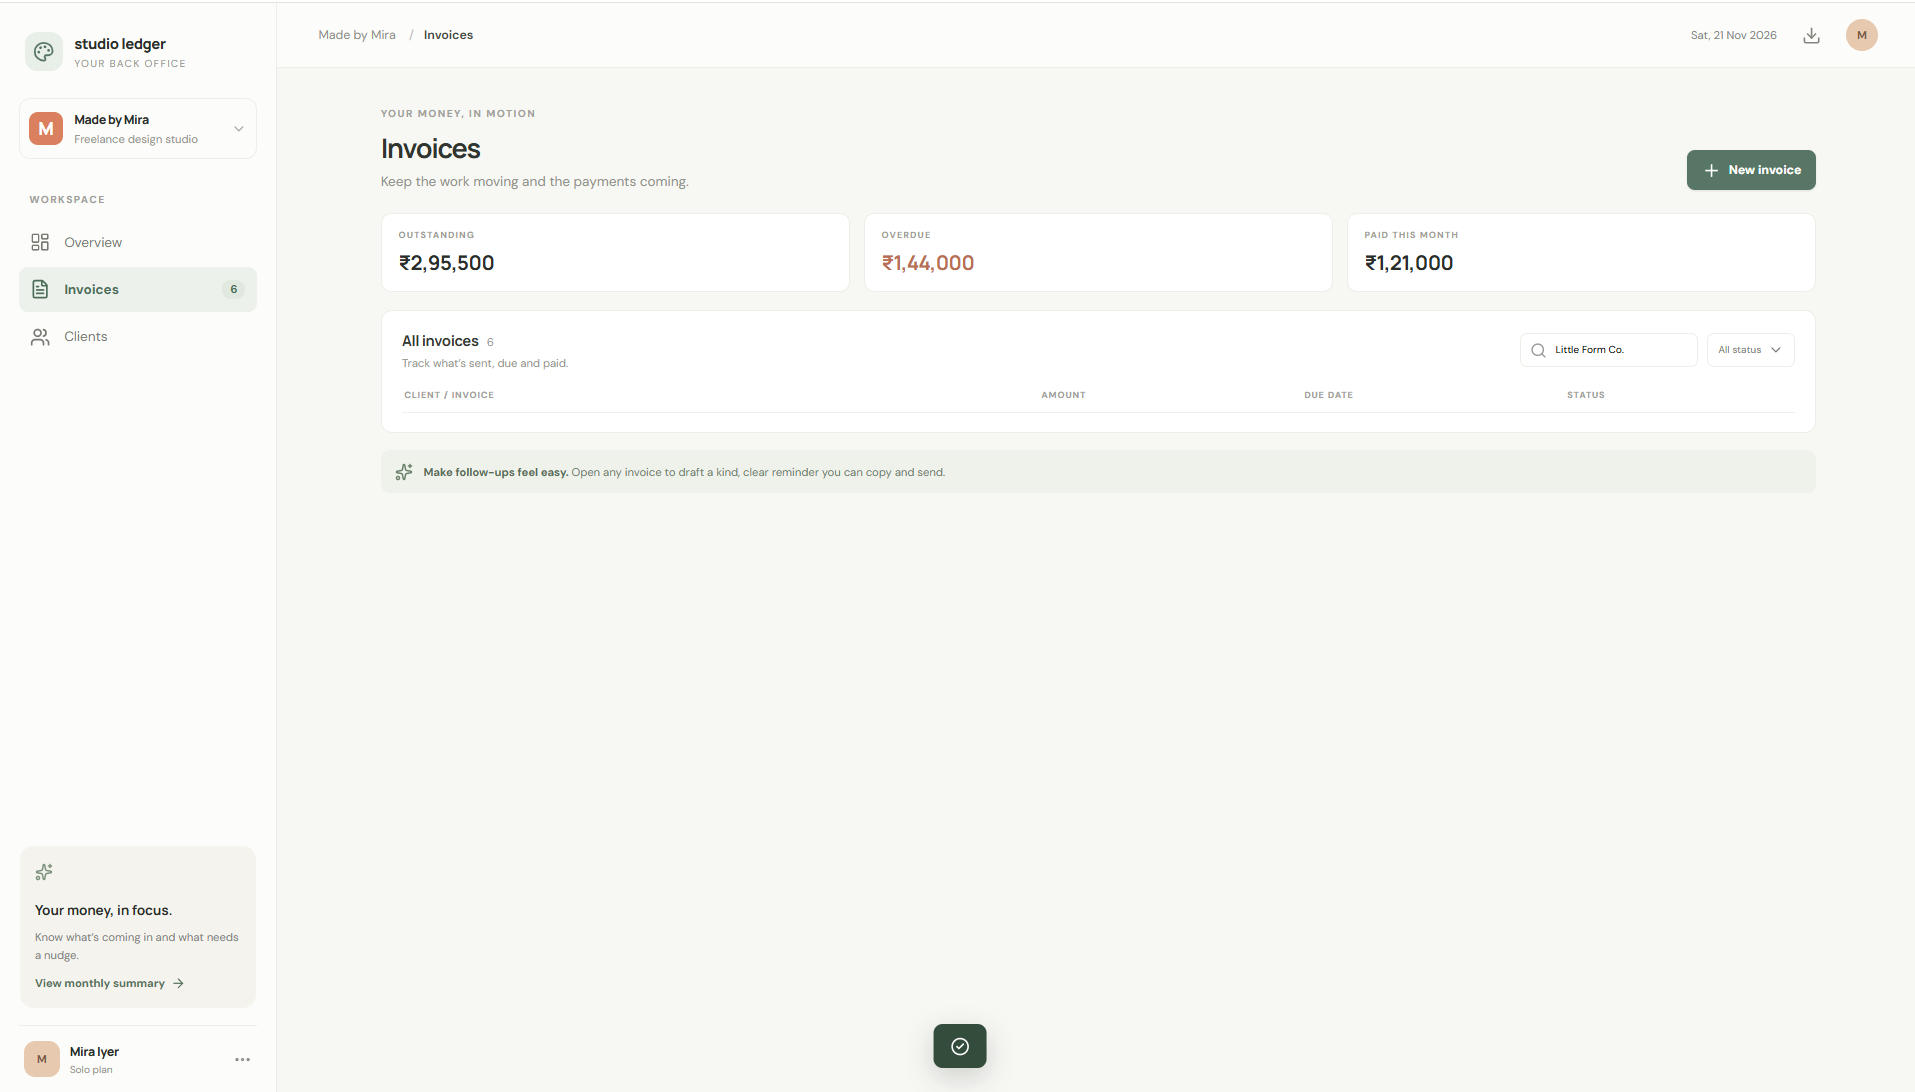 studio ledger
YOUR BACK OFFICE
M
Made by Mira
Freelance design studio
WORKSPACE
Overview
Invoices 6
Clients
Your money, in focus.
Know what's coming in and what needs
a nudge.
View monthly summary
M
Mira Iyer
Solo plan
Made by Mira / Invoices
Sat, 21 Nov 2026
M
YOUR MONEY, IN MOTION
Invoices
Keep the work moving and the payments coming.
New invoice
OUTSTANDING
₹2,95,500
OVERDUE
₹1,44,000
PAID THIS MONTH
₹1,21,000
All invoices 6
Track what's sent, due and paid.
Little Form Co.
All status
CLIENT / INVOICE AMOUNT DUE DATE STATUS
Make follow-ups feel easy. Open any invoice to draft a kind, clear reminder you can copy and send.